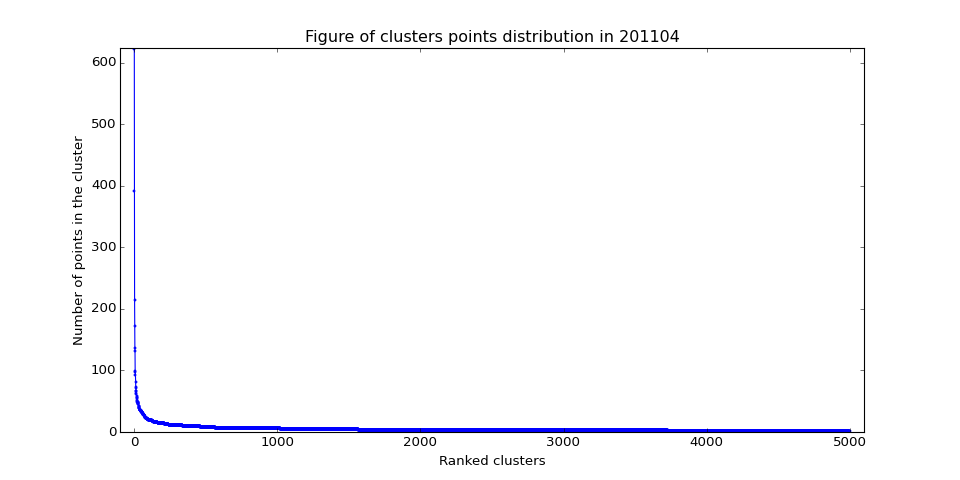 Figure of clusters points distribution in 201104
Number of points in the cluster
600
500
400
300
200
100
0
0 1000 2000 3000 4000 5000
Ranked clusters